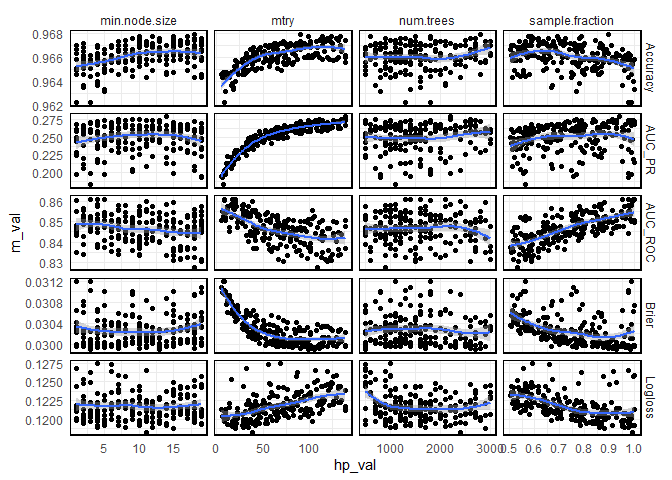 min.node.size mtry num.trees sample.fraction
0.968
0.966
0.964
0.962
Accuracy
0.275
0.250
0.225
0.200
AUC_PR
0.86
0.85
0.84
0.83
AUC_ROC
m_val
0.0312
0.0308
0.0304
0.0300
Brier
0.1275
0.1250
0.1225
0.1200
Logloss
5 10 15 0 50 100 1000 2000 3000 0.5 0.6 0.7 0.8 0.9 1.0
hp_val